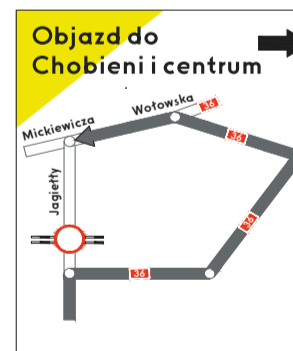 Objazd do
Chobieni i centrum
Wołowska
36
Mickiewicza
36
Jagiełły
36
36